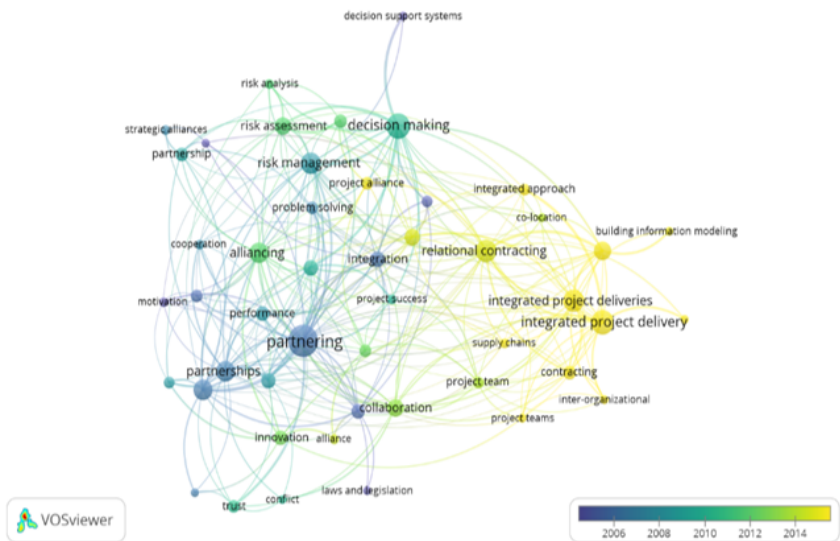 decision support systems
risk analysis
risk assessment
decision making
strategic alliances
partnership
risk management
project alliance
integrated approach
problem solving
co-location
building information modeling
cooperation
alliancing
integration
relational contracting
motivation
performance
project success
integrated project deliveries
integrated project delivery
partnering
supply chains
partnerships
contracting
project team
collaboration
inter-organizational
project teams
innovation
alliance
laws and legislation
trust
conflict
VOSviewer
2006 2008 2010 2012 2014